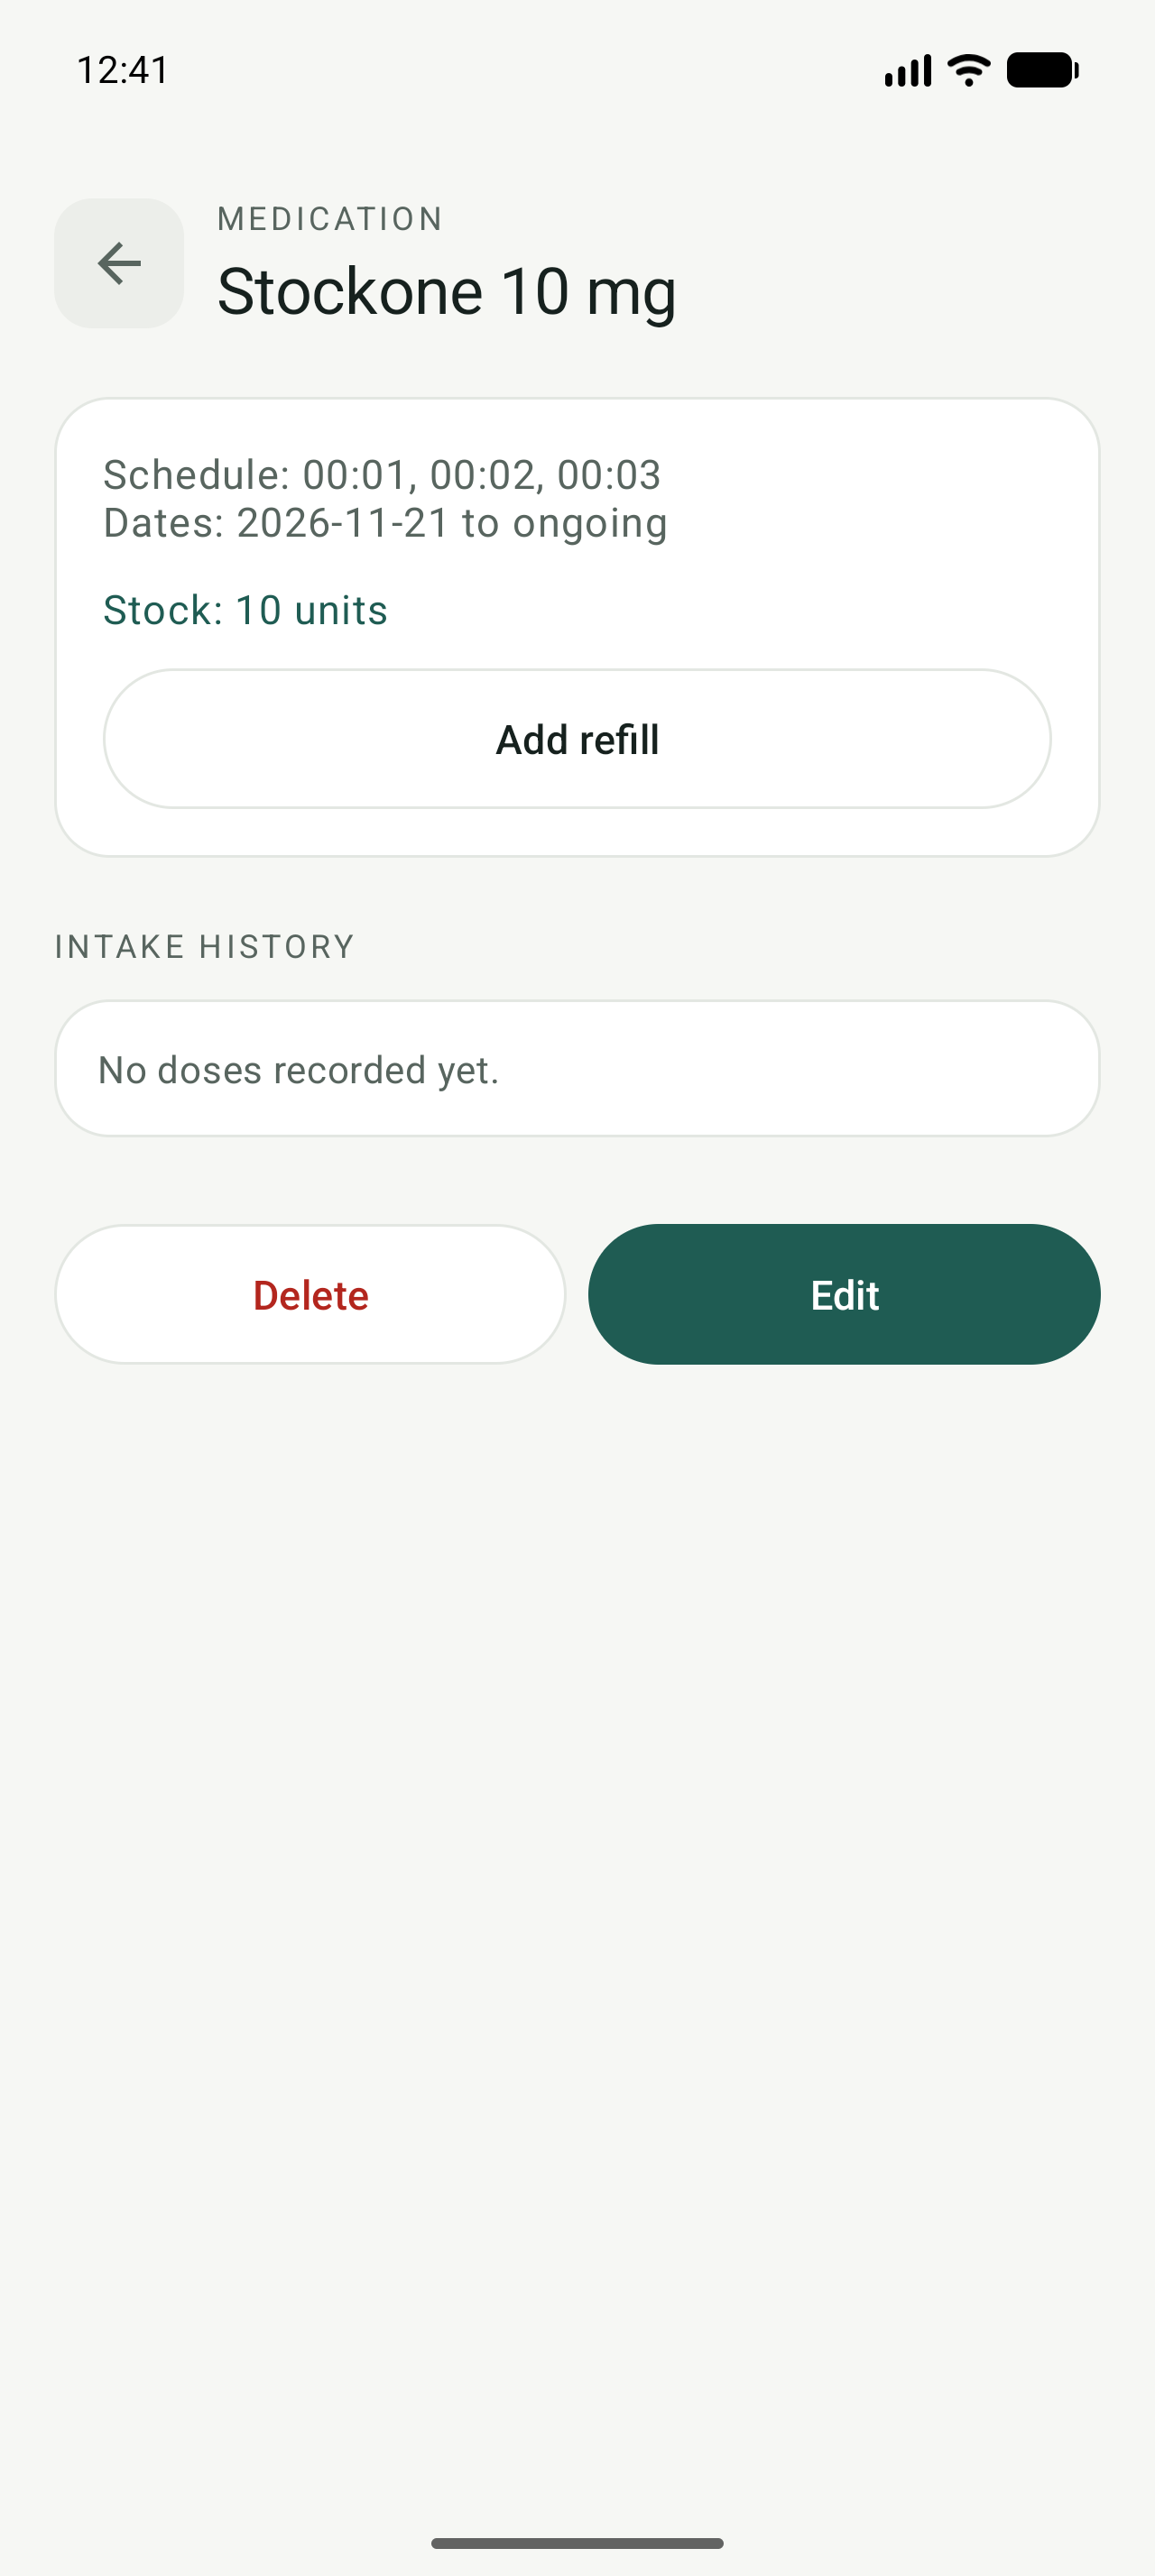 12:41
MEDICATION
Stockone 10 mg
Schedule: 00:01, 00:02, 00:03
Dates: 2026-11-21 to ongoing
Stock: 10 units
Add refill
INTAKE HISTORY
No doses recorded yet.
Delete
Edit